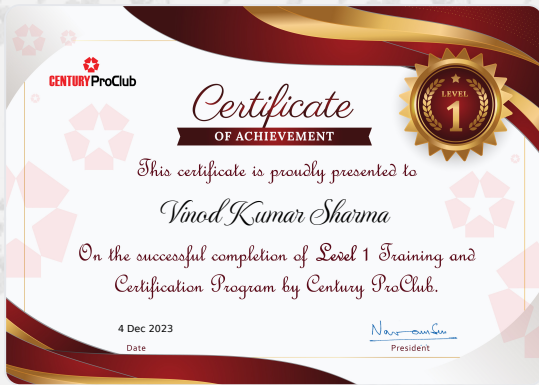 CENTURY ProClub
Certificate
OF ACHIEVEMENT
LEVEL
1
This certificate is proudly presented to
Vinod Kumar Sharma
On the successful completion of Level 1 Training and
Certification Program by Century ProClub.
4 Dec 2023
Date
President